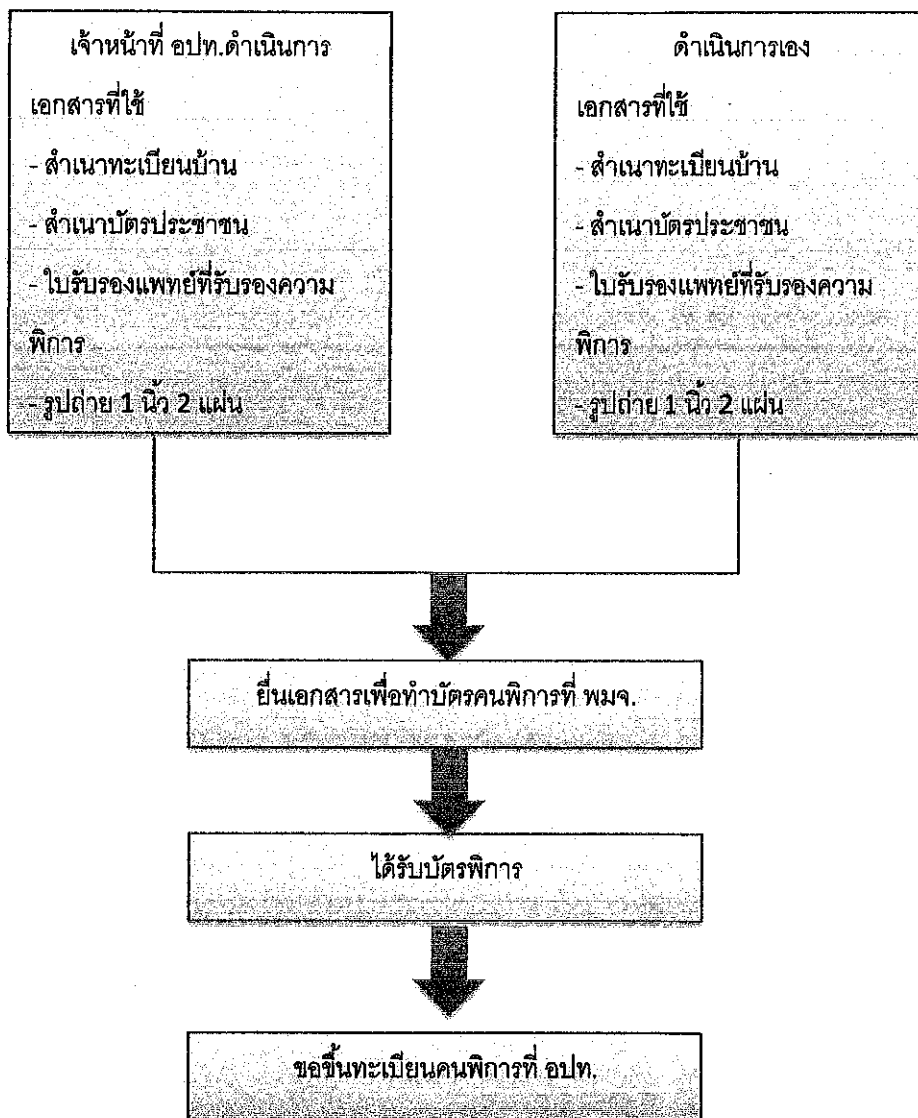 เจ้าหน้าที่ อปท.ดำเนินการ
เอกสารที่ใช้
- สำเนาทะเบียนบ้าน
- สำเนาบัตรประชาชน
- ใบรับรองแพทย์ที่รับรองความ
พิการ
- รูปถ่าย 1 นิ้ว 2 แผ่น
ดำเนินการเอง
เอกสารที่ใช้
- สำเนาทะเบียนบ้าน
- สำเนาบัตรประชาชน
- ใบรับรองแพทย์ที่รับรองความ
พิการ
- รูปถ่าย 1 นิ้ว 2 แผ่น
ยื่นเอกสารเพื่อทำบัตรคนพิการที่ พมจ.
ได้รับบัตรพิการ
ขอขึ้นทะเบียนคนพิการที่ อปท.